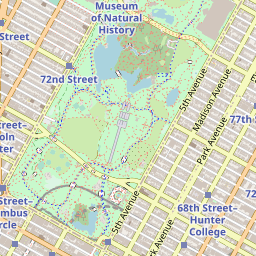 Museum
of Natural
History
Street
72nd Street
5th Avenue
Madison Avenue
77th
Street–
oln
ter
Park Avenue
Street–
mbus
rcle
5th Avenue
68th Street–
Hunter
College